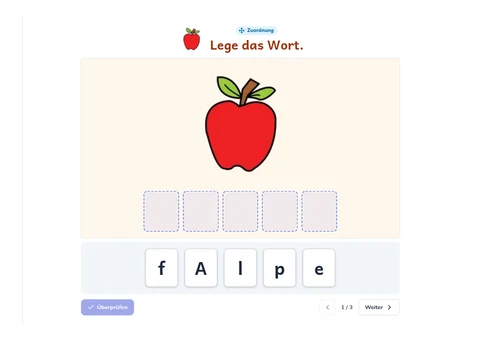 Zuordnung
Lege das Wort.
f A l p e
Überprüfen
1 / 3
Weiter